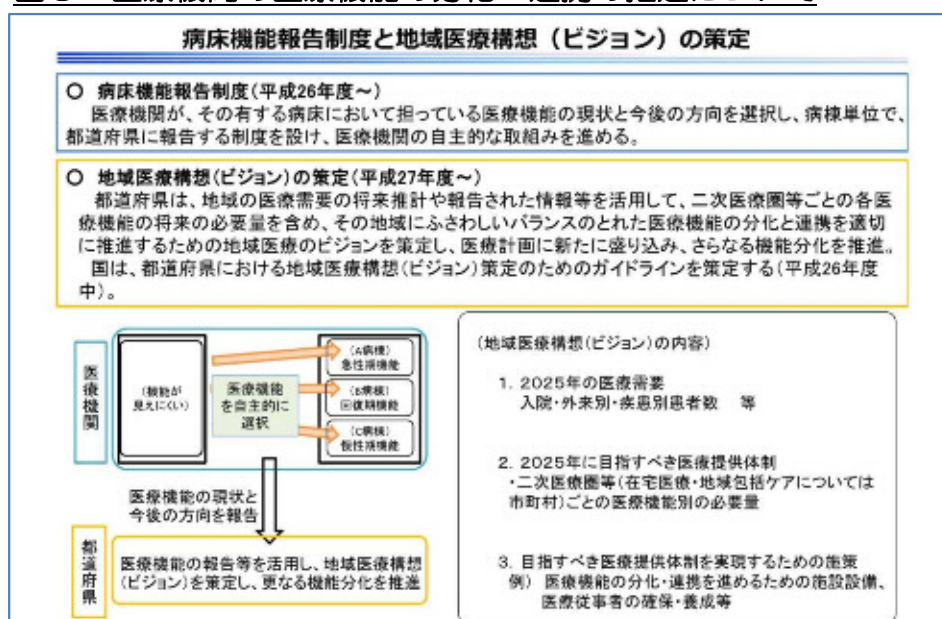 病床機能報告制度と地域医療構想（ビジョン）の策定
○ 病床機能報告制度（平成26年度～）
医療機関が、その有する病床において担っている医療機能の現状と今後の方向を選択し、病棟単位で、
都道府県に報告する制度を設け、医療機関の自主的な取組みを進める。
○ 地域医療構想（ビジョン）の策定（平成27年度～）
都道府県は、地域の医療需要の将来推計や報告された情報等を活用して、二次医療圏等ごとの各医
療機能の将来の必要量を含め、その地域にふさわしいバランスのとれた医療機能の分化と連携を適切
に推進するための地域医療のビジョンを策定し、医療計画に新たに盛り込み、さらなる機能分化を推進。
国は、都道府県における地域医療構想（ビジョン）策定のためのガイドラインを策定する（平成26年度
中）。
医療機関
（機能が
見えにくい）
医療機能
を自主的に
選択
（A病棟）
急性期機能
（B病棟）
回復期機能
（C病棟）
慢性期機能
医療機能の現状と
今後の方向を報告
都道府県
医療機能の報告等を活用し、地域医療構想
（ビジョン）を策定し、更なる機能分化を推進
（地域医療構想（ビジョン）の内容）
1. 2025年の医療需要
入院・外来別・疾患別患者数 等
2. 2025年に目指すべき医療提供体制
・二次医療圏等（在宅医療・地域包括ケアについては
市町村）ごとの医療機能別の必要量
3. 目指すべき医療提供体制を実現するための施策
例） 医療機能の分化・連携を進めるための施設設備、
医療従事者の確保・養成等